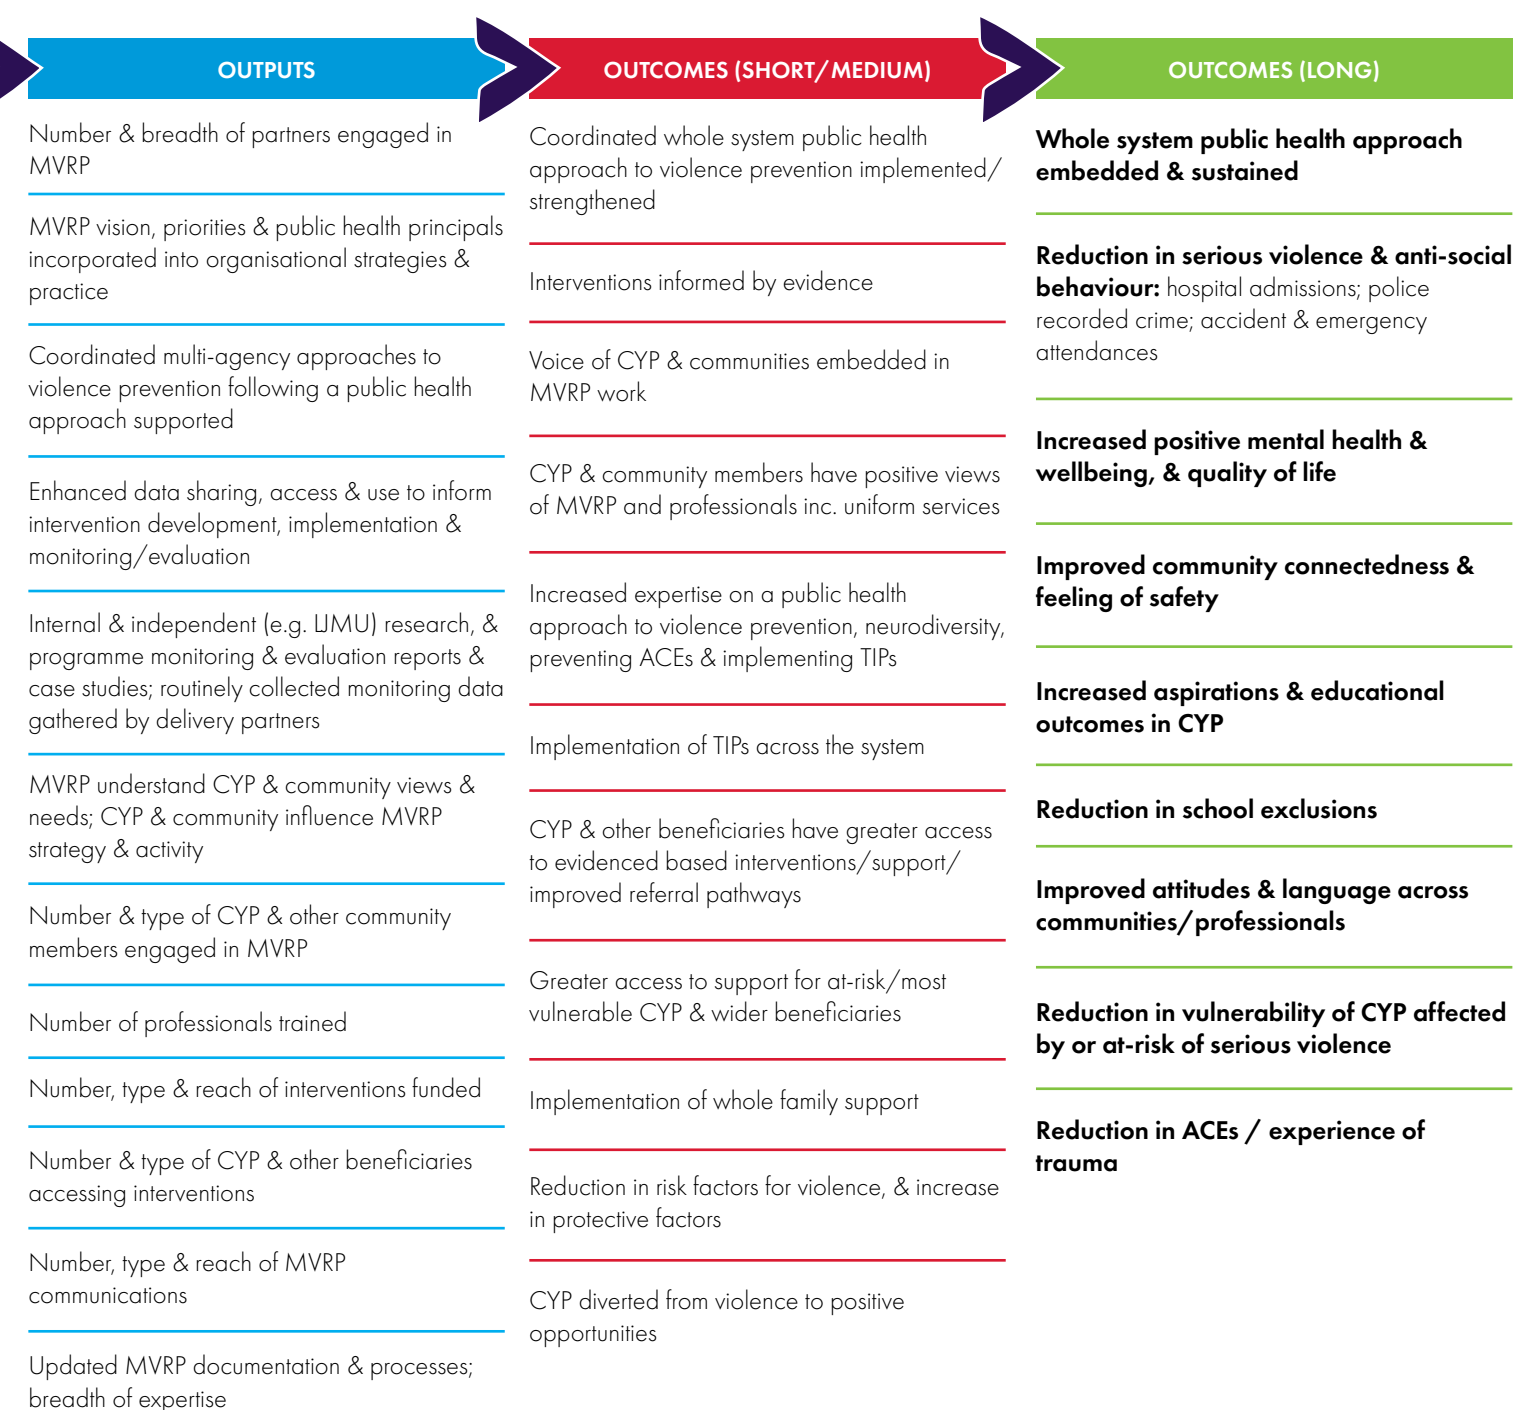 OUTPUTS
Number & breadth of partners engaged in
MVRP
MVRP vision, priorities & public health principals
incorporated into organisational strategies &
practice
Coordinated multi-agency approaches to
violence prevention following a public health
approach supported
Enhanced data sharing, access & use to inform
intervention development, implementation &
monitoring/evaluation
Internal & independent (e.g. LJMU) research, &
programme monitoring & evaluation reports &
case studies; routinely collected monitoring data
gathered by delivery partners
MVRP understand CYP & community views &
needs; CYP & community influence MVRP
strategy & activity
Number & type of CYP & other community
members engaged in MVRP
Number of professionals trained
Number, type & reach of interventions funded
Number & type of CYP & other beneficiaries
accessing interventions
Number, type & reach of MVRP
communications
Updated MVRP documentation & processes;
breadth of expertise
OUTCOMES (SHORT/MEDIUM)
Coordinated whole system public health
approach to violence prevention implemented/
strengthened
Interventions informed by evidence
Voice of CYP & communities embedded in
MVRP work
CYP & community members have positive views
of MVRP and professionals inc. uniform services
Increased expertise on a public health
approach to violence prevention, neurodiversity,
preventing ACEs & implementing TIPs
Implementation of TIPs across the system
CYP & other beneficiaries have greater access
to evidenced based interventions/support/
improved referral pathways
Greater access to support for at-risk/most
vulnerable CYP & wider beneficiaries
Implementation of whole family support
Reduction in risk factors for violence, & increase
in protective factors
CYP diverted from violence to positive
opportunities
OUTCOMES (LONG)
Whole system public health approach
embedded & sustained
Reduction in serious violence & anti-social
behaviour: hospital admissions; police
recorded crime; accident & emergency
attendances
Increased positive mental health &
wellbeing, & quality of life
Improved community connectedness &
feeling of safety
Increased aspirations & educational
outcomes in CYP
Reduction in school exclusions
Improved attitudes & language across
communities/professionals
Reduction in vulnerability of CYP affected
by or at-risk of serious violence
Reduction in ACEs / experience of
trauma